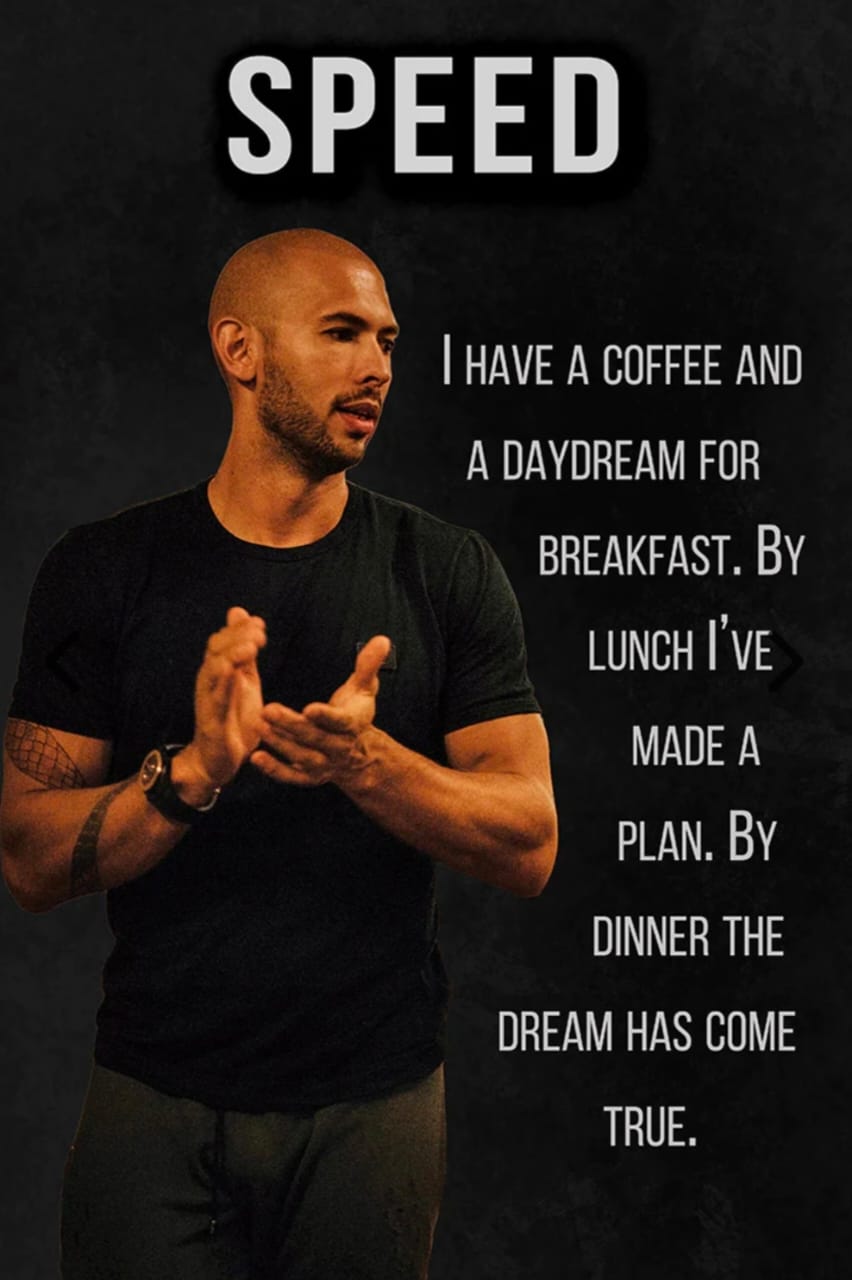 SPEED
I HAVE A COFFEE AND
A DAYDREAM FOR
BREAKFAST. BY
LUNCH I'VE
MADE A
PLAN. BY
DINNER THE
DREAM HAS COME
TRUE.